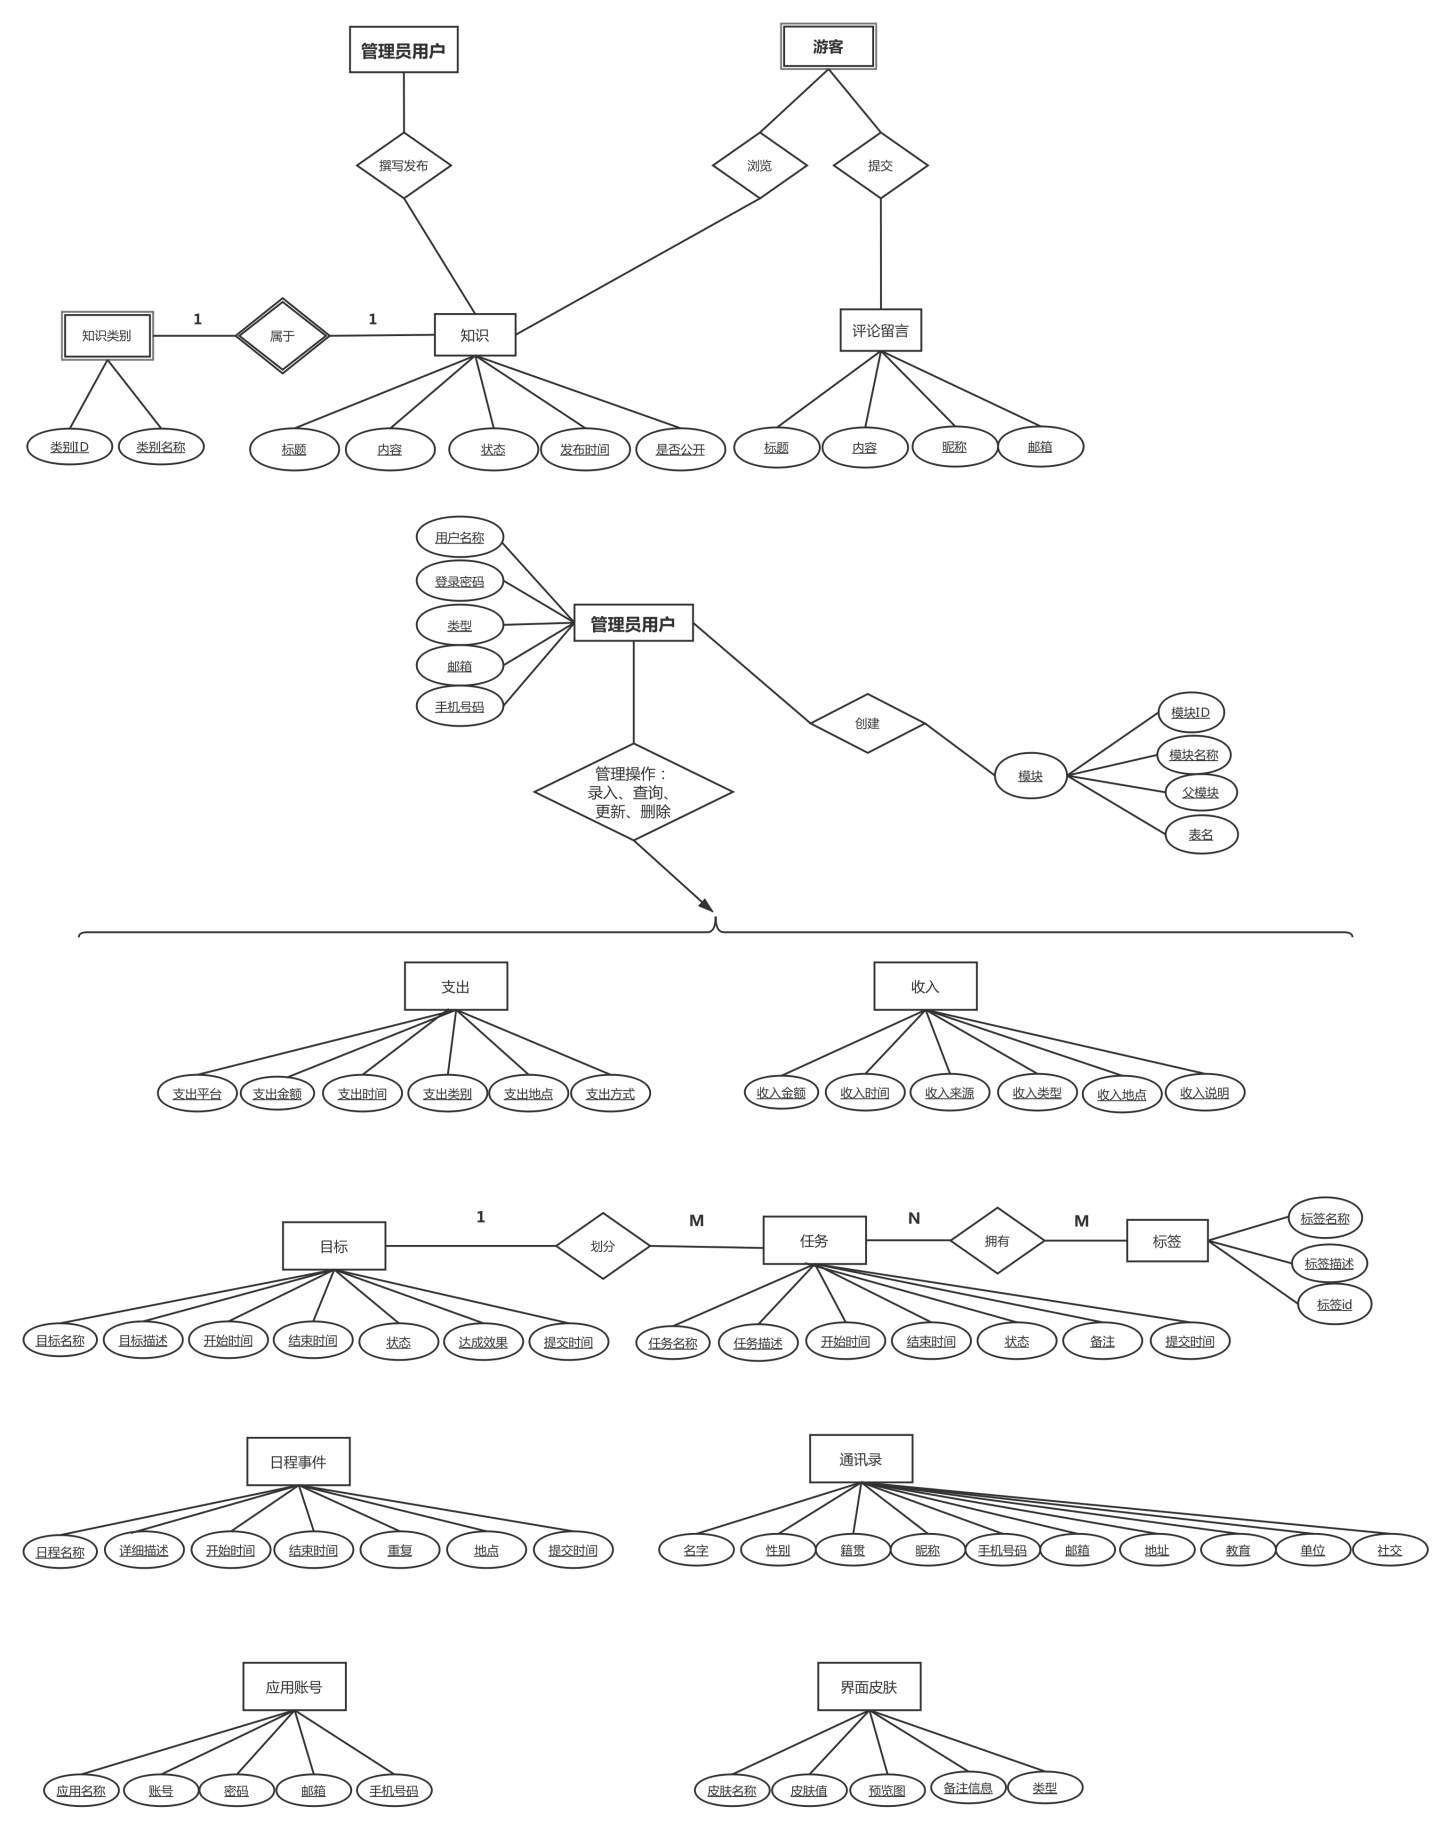 管理员用户
游客
撰写发布
浏览
提交
知识类别
1
属于
1
知识
评论留言
类别ID
类别名称
标题
内容
状态
发布时间
是否公开
标题
内容
昵称
邮箱
用户名称
登录密码
类型
邮箱
手机号码
管理员用户
创建
模块
模块ID
模块名称
父模块
表名
管理操作：
录入、查询、
更新、删除
支出
收入
支出平台
支出金额
支出时间
支出类别
支出地点
支出方式
收入金额
收入时间
收入来源
收入类型
收入地点
收入说明
目标
1
划分
M
任务
N
拥有
M
标签
标签名称
标签描述
标签id
目标名称
目标描述
开始时间
结束时间
状态
达成效果
提交时间
任务名称
任务描述
开始时间
结束时间
状态
备注
提交时间
日程事件
通讯录
日程名称
详细描述
开始时间
结束时间
重复
地点
提交时间
名字
性别
籍贯
昵称
手机号码
邮箱
地址
教育
单位
社交
应用账号
界面皮肤
应用名称
账号
密码
邮箱
手机号码
皮肤名称
皮肤值
预览图
备注信息
类型